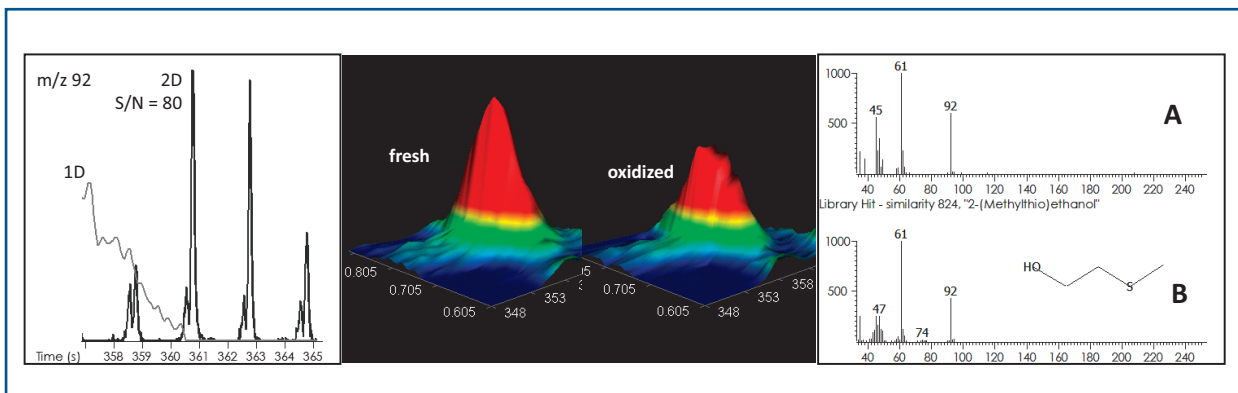 m/z 92
2D
S/N = 80
1D
Time (s) 358 359 360 361 362 363 364 365
fresh
0.805
0.705
0.605
348
353
oxidized
0.705
0.605
348
353
358
1000
500
61
45
92
A
40 60 80 100 120 140 160 180 200 220 240
Library Hit - similarity 824, "2-(Methylthio)ethanol"
1000
500
61
47
74
92
HO
S
B
40 60 80 100 120 140 160 180 200 220 240